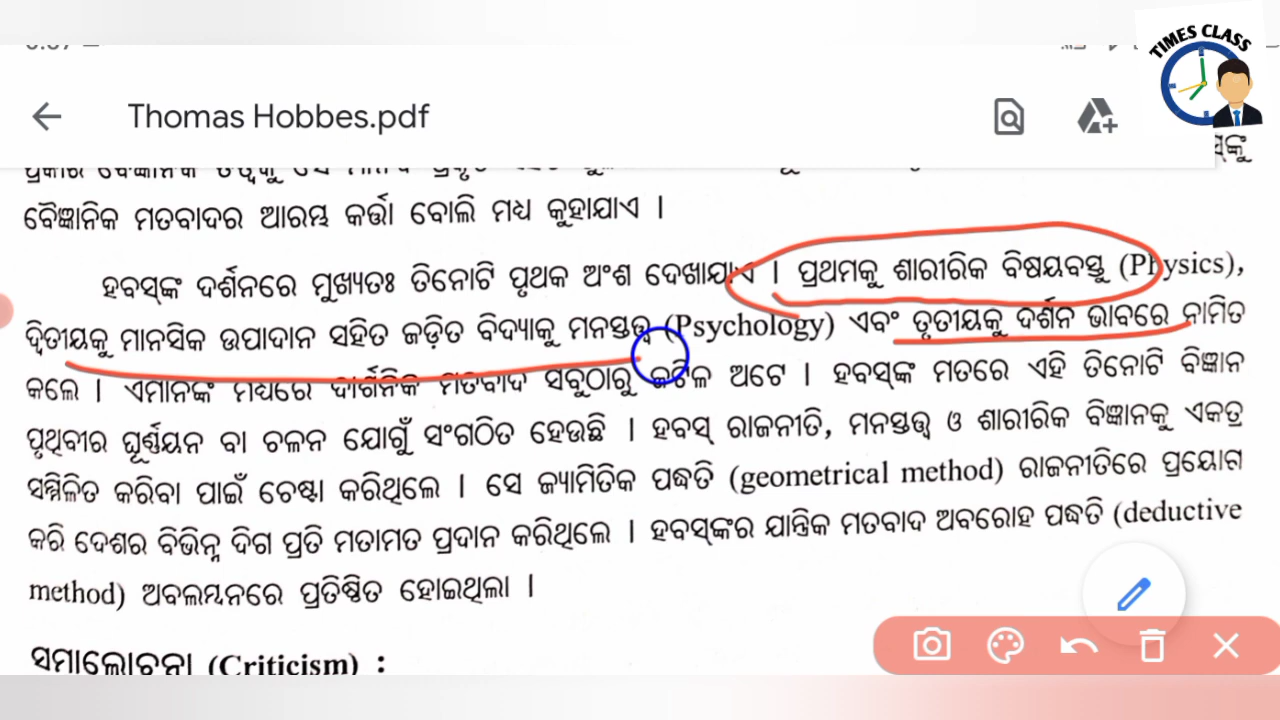 TIMES CLASS
Thomas Hobbes.pdf
ବୈଜ୍ଞାନିକ ମତବାଦର ଆରମ୍ଭ କର୍ତ୍ତା ବୋଲି ମଧ୍ୟ କୁହାଯାଏ ।
ହବସ୍‌ଙ୍କ ଦର୍ଶନରେ ମୁଖ୍ୟତଃ ତିନୋଟି ପୃଥକ ଅଂଶ ଦେଖାଯାଏ । ପ୍ରଥମକୁ ଶାରୀରିକ ବିଷୟବସ୍ତୁ (Physics),
ଦ୍ୱିତୀୟକୁ ମାନସିକ ଉପାଦାନ ସହିତ ଜଡ଼ିତ ବିଦ୍ୟାକୁ ମନସ୍ତତ୍ତ୍ୱ (Psychology) ଏବଂ ତୃତୀୟକୁ ଦର୍ଶନ ଭାବରେ ନାମିତ
କଲେ । ଏମାନଙ୍କ ମଧ୍ୟରେ ଦାର୍ଶନିକ ମତବାଦ ସବୁଠାରୁ ଜଟିଳ ଅଟେ । ହବସ୍‌ଙ୍କ ମତରେ ଏହି ତିନୋଟି ବିଜ୍ଞାନ
ପୃଥିବୀର ଘୂର୍ଣ୍ଣୟନ ବା ଚଳନ ଯୋଗୁଁ ସଂଗଠିତ ହେଉଛି । ହବସ୍ ରାଜନୀତି, ମନସ୍ତତ୍ତ୍ୱ ଓ ଶାରୀରିକ ବିଜ୍ଞାନକୁ ଏକତ୍ର
ସମ୍ମିଳିତ କରିବା ପାଇଁ ଚେଷ୍ଟା କରିଥିଲେ । ସେ ଜ୍ୟାମିତିକ ପଦ୍ଧତି (geometrical method) ରାଜନୀତିରେ ପ୍ରୟୋଗ
କରି ଦେଶର ବିଭିନ୍ନ ଦିଗ ପ୍ରତି ମତାମତ ପ୍ରଦାନ କରିଥିଲେ । ହବସ୍‌ଙ୍କର ଯାନ୍ତ୍ରିକ ମତବାଦ ଅବରୋହ ପଦ୍ଧତି (deductive
method) ଅବଲମ୍ବନରେ ପ୍ରତିଷ୍ଠିତ ହୋଇଥିଲା ।
ସମାଲୋଚନା (Criticism) :